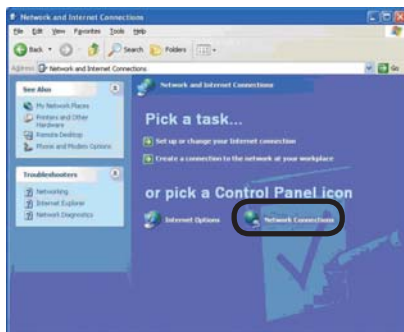 Network and Internet Connections
File Edit View Favorites Tools Help
Back Search Folders
Address Network and Internet Connections Go
See Also
My Network Places
Printers and Other
Hardware
Remote Desktop
Phone and Modem Options
Troubleshooters
Networking
Internet Explorer
Network Diagnostics
Network and Internet Connections
Pick a task...
Set up or change your Internet connection
Create a connection to the network at your workplace
or pick a Control Panel icon
Internet Options Network Connections